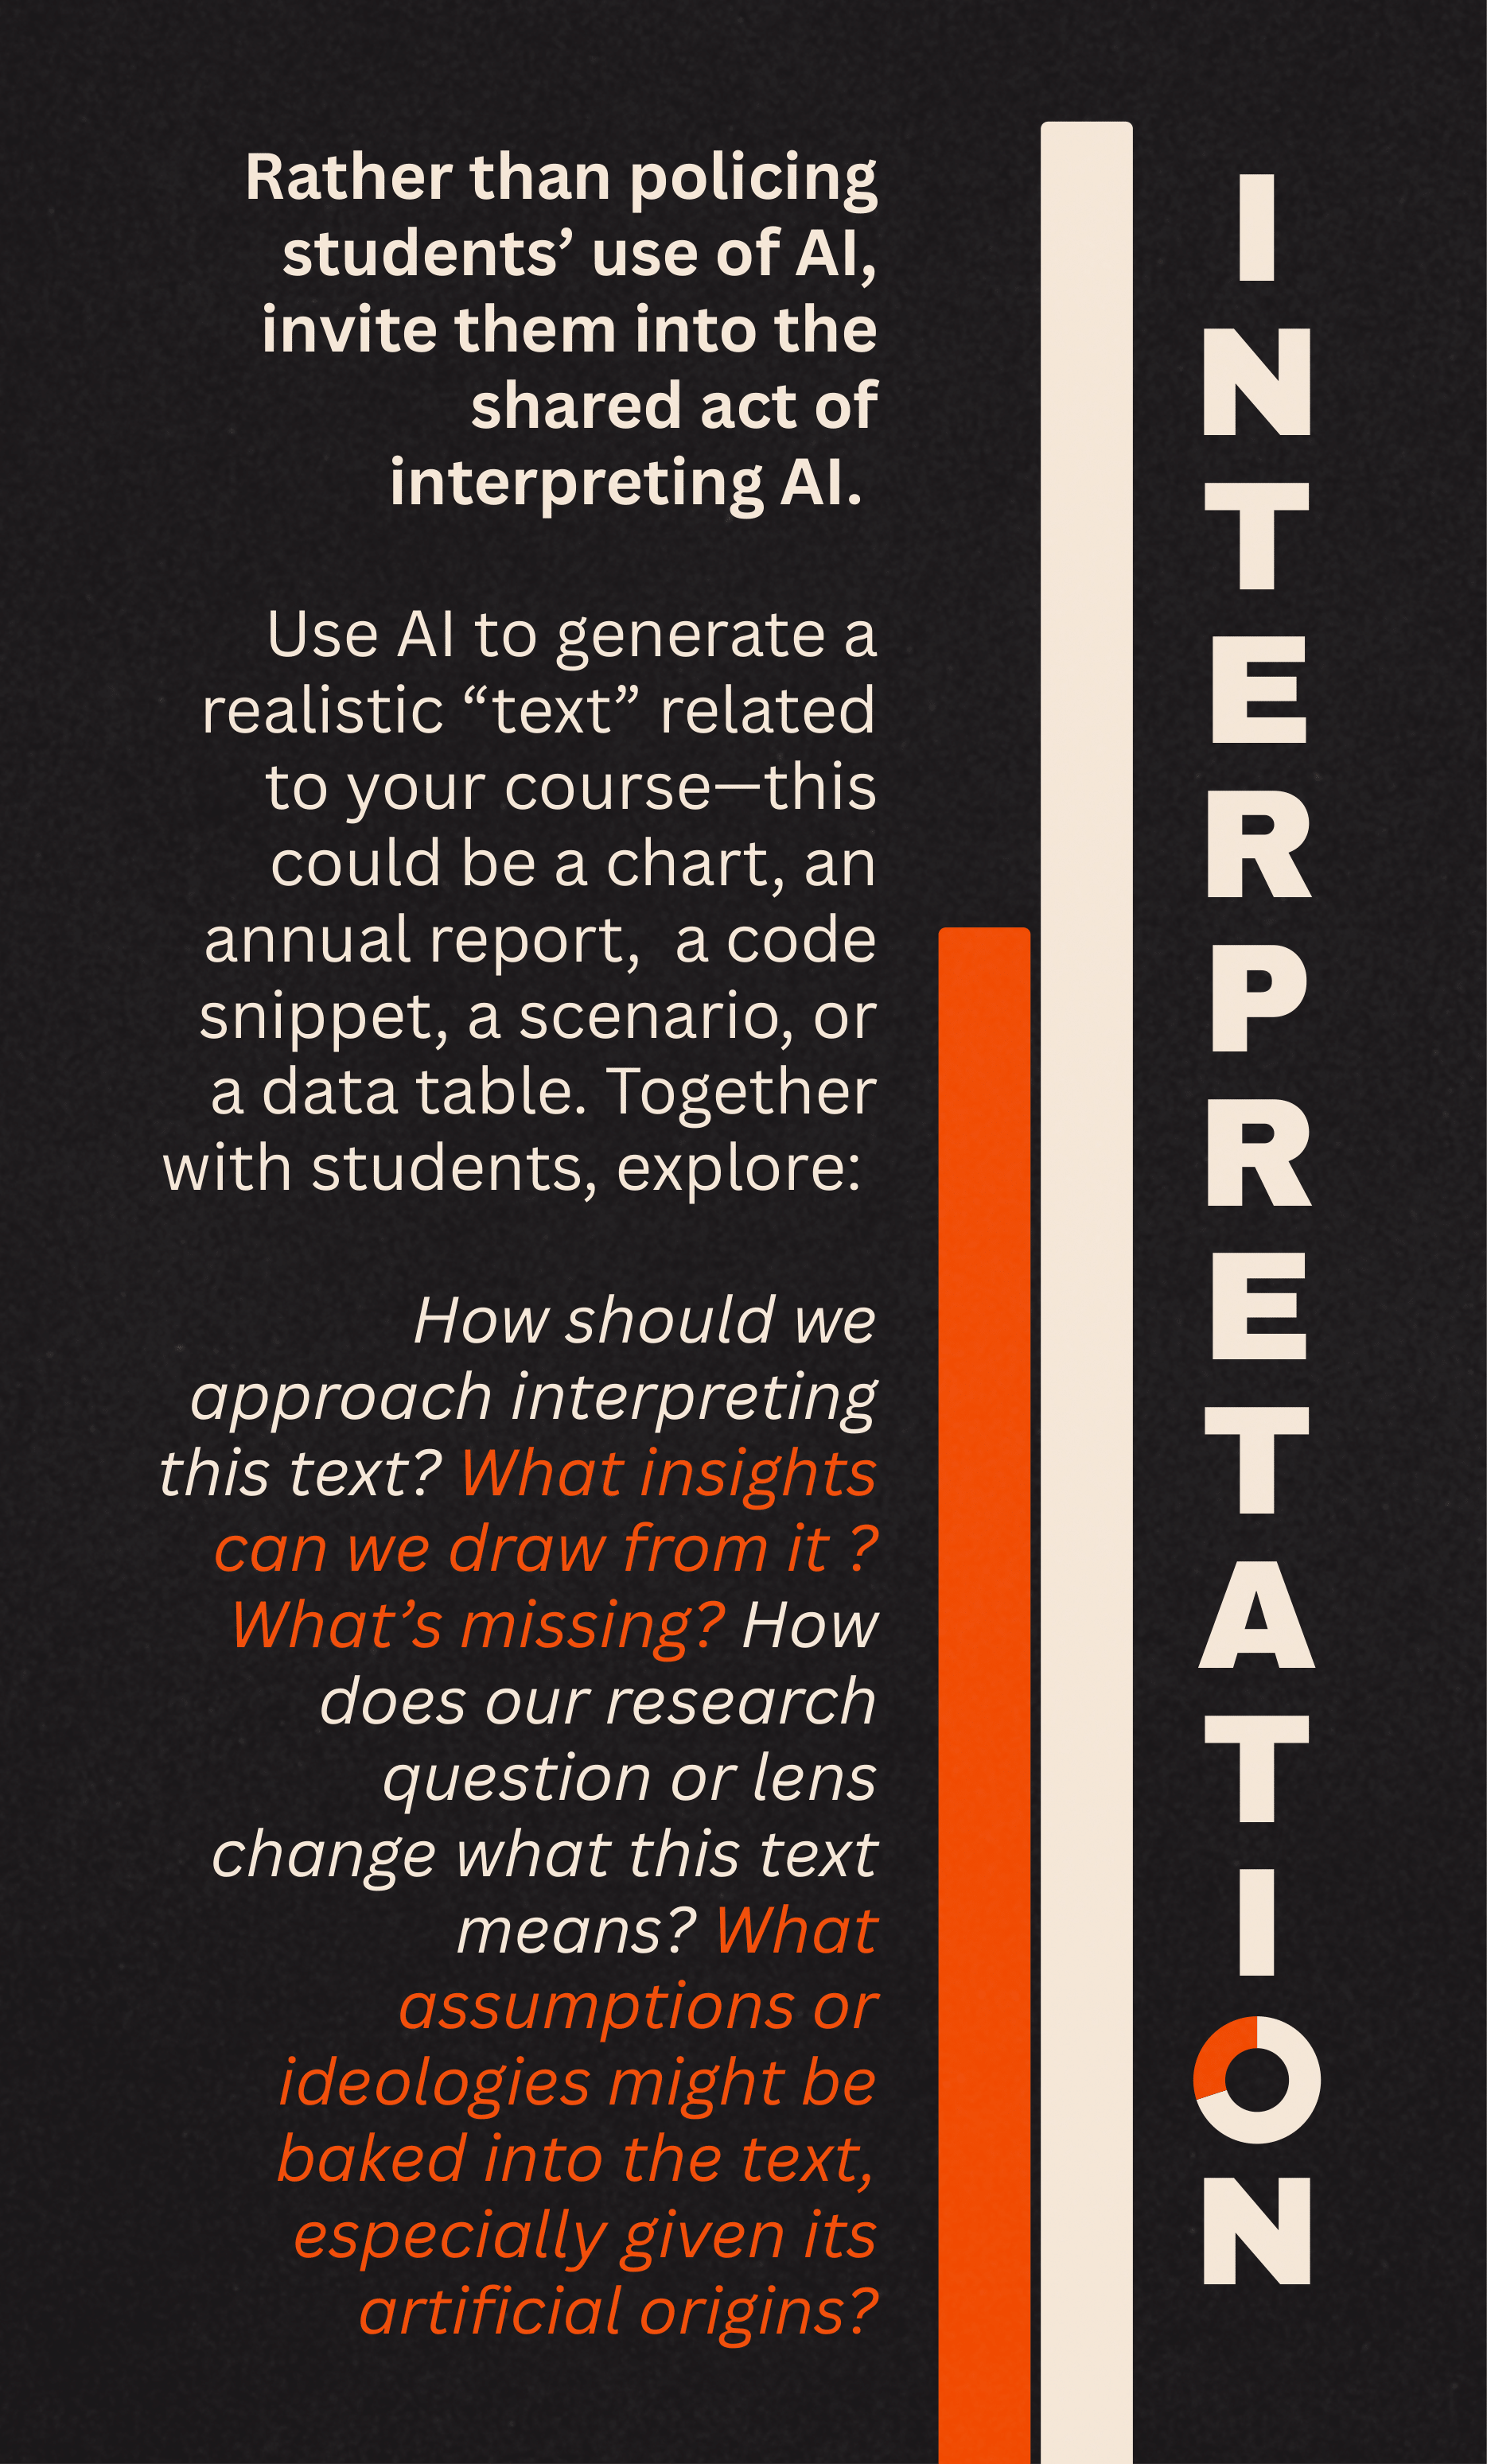 Rather than policing
students’ use of AI,
invite them into the
shared act of
interpreting AI.
Use AI to generate a
realistic “text” related
to your course—this
could be a chart, an
annual report,  a code
snippet, a scenario, or
a data table. Together
with students, explore:
How should we
approach interpreting
this text? What insights
can we draw from it ?
What’s missing? How
does our research
question or lens
change what this text
means? What
assumptions or
ideologies might be
baked into the text,
especially given its
artificial origins?
INTERPRETATION